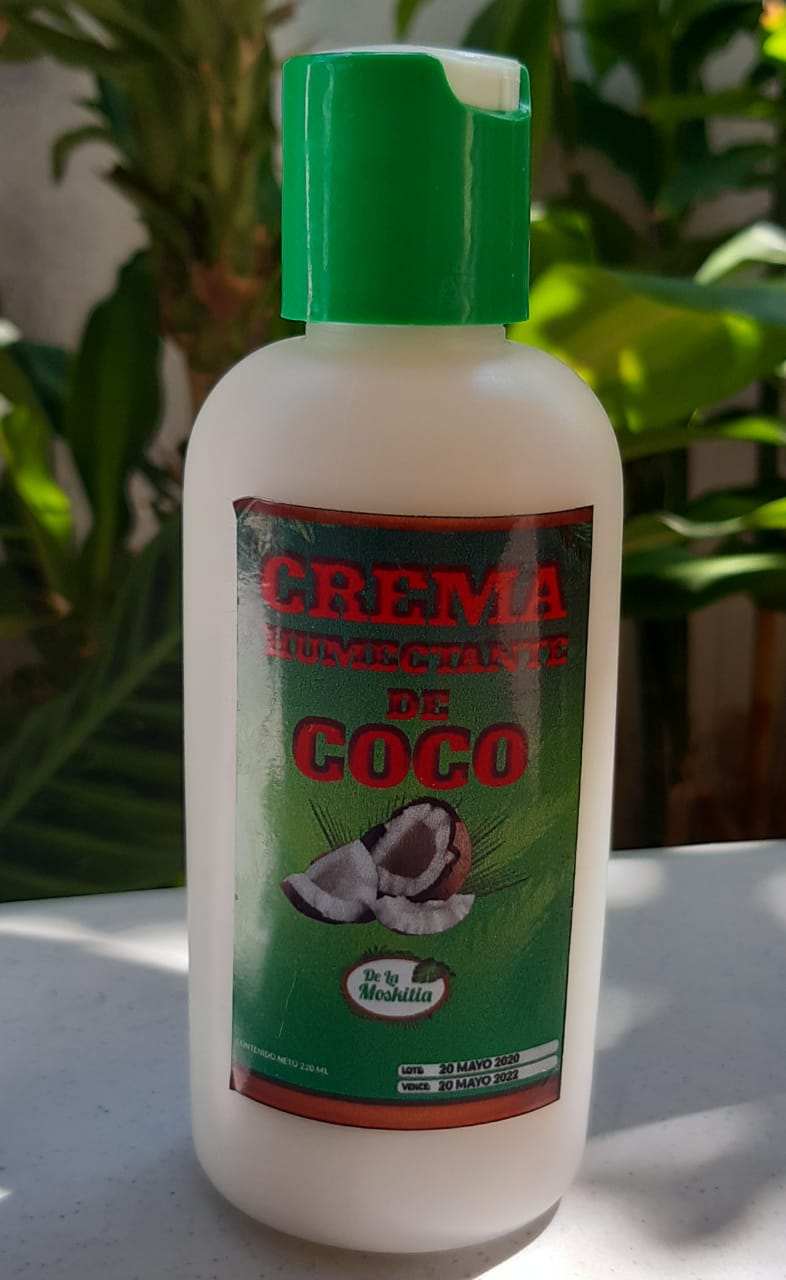 CREMA
HUMECTANTE
DE
COCO
De La
Moskitia
CONTENIDO NETO 220 ML
LOTE: 20 MAYO 2020
VENCE: 20 MAYO 2022